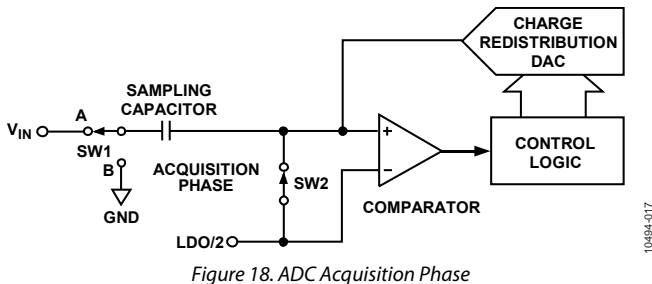 CHARGE
REDISTRIBUTION
DAC
SAMPLING
CAPACITOR
A
VIN
SW1
B
ACQUISITION
PHASE
SW2
+
–
COMPARATOR
CONTROL
LOGIC
GND
LDO/2
10494-017
Figure 18. ADC Acquisition Phase